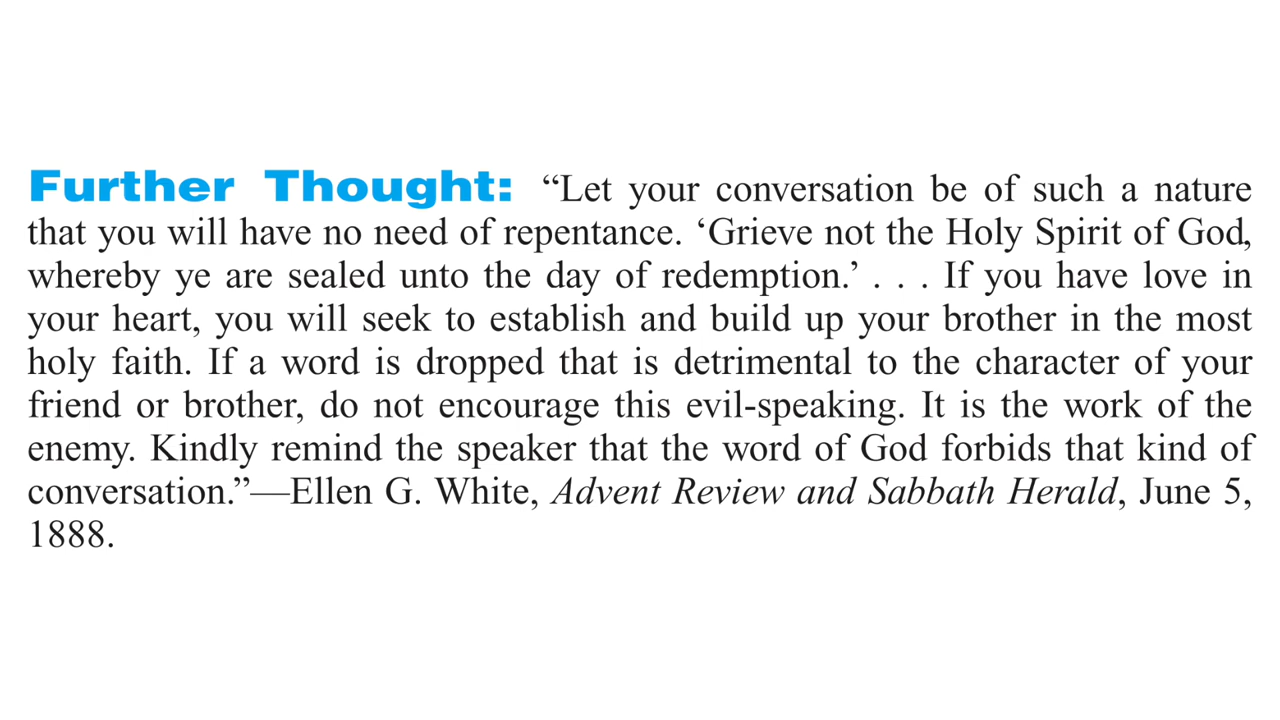 Further Thought: “Let your conversation be of such a nature
that you will have no need of repentance. ‘Grieve not the Holy Spirit of God,
whereby ye are sealed unto the day of redemption.’ . . . If you have love in
your heart, you will seek to establish and build up your brother in the most
holy faith. If a word is dropped that is detrimental to the character of your
friend or brother, do not encourage this evil-speaking. It is the work of the
enemy. Kindly remind the speaker that the word of God forbids that kind of
conversation.”—Ellen G. White, Advent Review and Sabbath Herald, June 5,
1888.